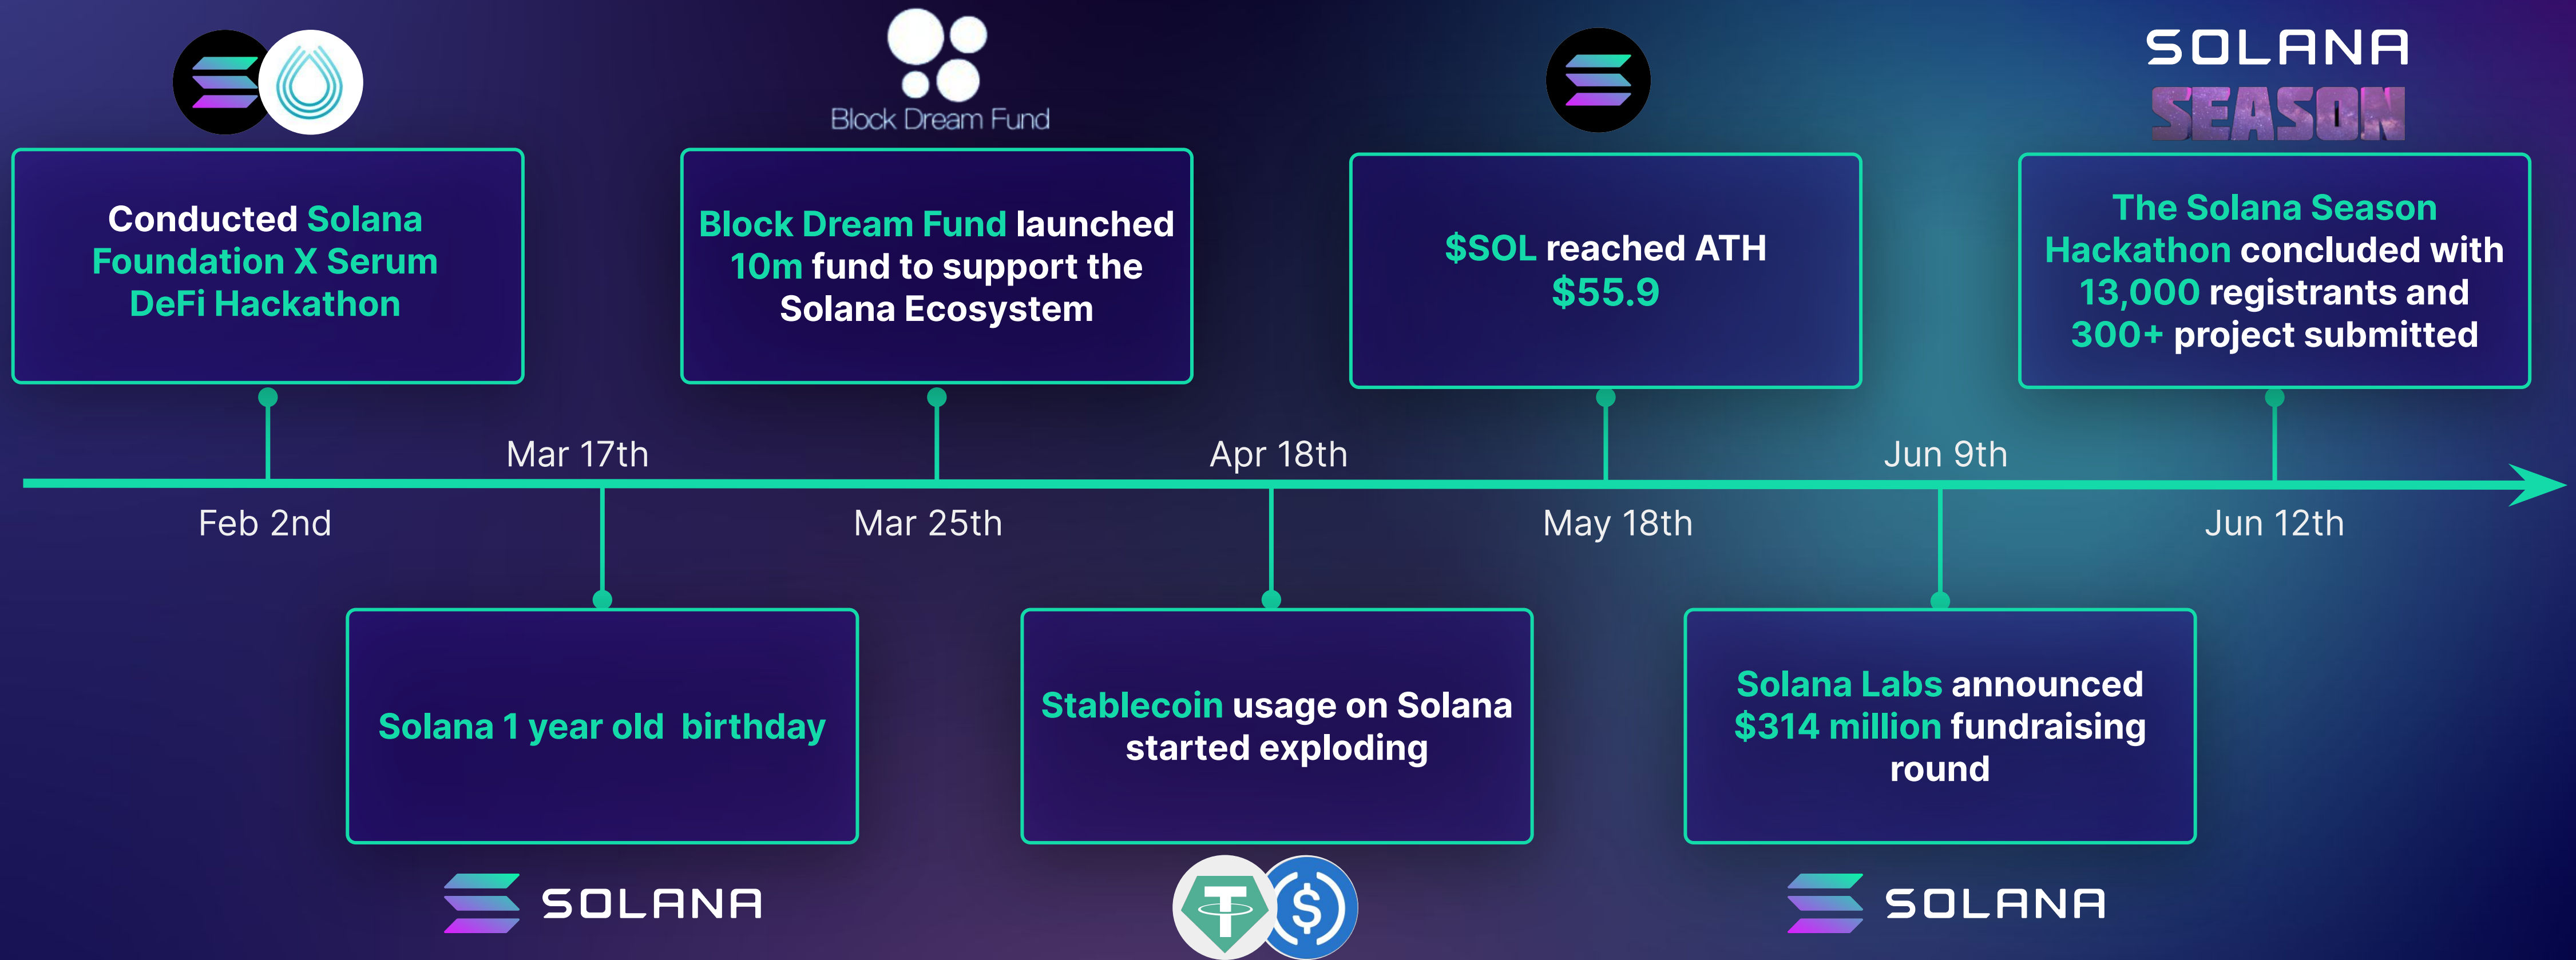 Block Dream Fund
SOLANA
SEASON
Conducted Solana
Foundation X Serum
DeFi Hackathon
Block Dream Fund launched
10m fund to support the
Solana Ecosystem
$SOL reached ATH
$55.9
The Solana Season
Hackathon concluded with
13,000 registrants and
300+ project submitted
Mar 17th
Apr 18th
Jun 9th
Feb 2nd
Mar 25th
May 18th
Jun 12th
Solana 1 year old  birthday
Stablecoin usage on Solana
started exploding
Solana Labs announced
$314 million fundraising
round
SOLANA
SOLANA